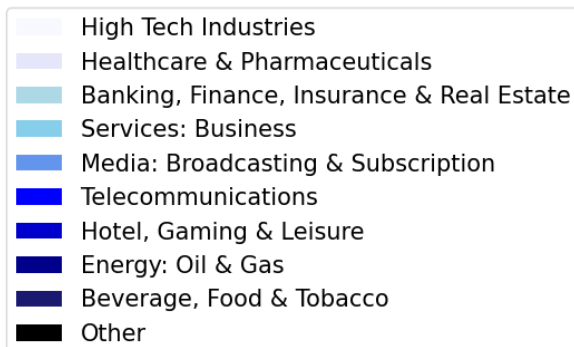 High Tech Industries
Healthcare & Pharmaceuticals
Banking, Finance, Insurance & Real Estate
Services: Business
Media: Broadcasting & Subscription
Telecommunications
Hotel, Gaming & Leisure
Energy: Oil & Gas
Beverage, Food & Tobacco
Other